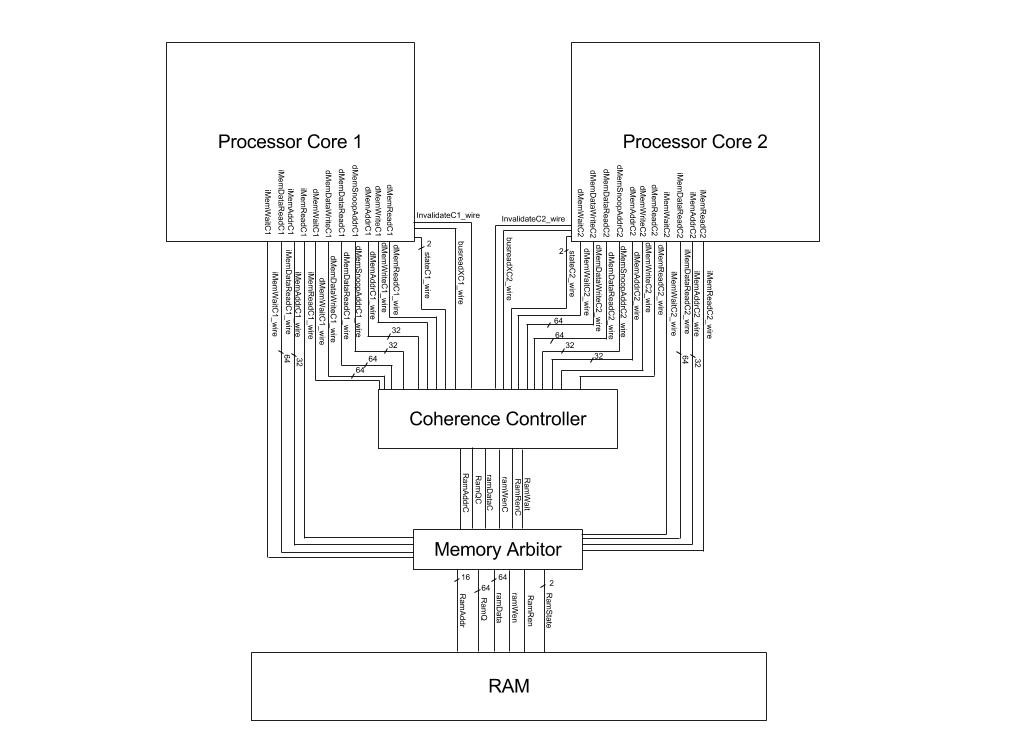 Processor Core 1
Processor Core 2
iMemWaitC1
iMemDataReadC1
iMemAddrC1
iMemReadC1
dMemWaitC1
dMemDataWriteC1
dMemDataReadC1
dMemSnoopAddrC1
dMemAddrC1
dMemWriteC1
dMemReadC1
dMemWaitC2
dMemDataWriteC2
dMemDataReadC2
dMemSnoopAddrC2
dMemAddrC2
dMemWriteC2
dMemReadC2
iMemWaitC2
iMemDataReadC2
iMemAddrC2
iMemReadC2
InvalidateC1_wire
InvalidateC2_wire
iMemWaitC1_wire
iMemDataReadC1_wire
iMemAddrC1_wire
iMemReadC1_wire
dMemWaitC1_wire
dMemDataWriteC1_wire
dMemDataReadC1_wire
dMemSnoopAddrC1_wire
dMemAddrC1_wire
dMemWriteC1_wire
dMemReadC1_wire
2
stateC1_wire
busreadXC1_wire
busreadXC2_wire
2
stateC2_wire
dMemWaitC2_wire
dMemDataWriteC2_wire
dMemDataReadC2_wire
dMemSnoopAddrC2_wire
dMemAddrC2_wire
dMemWriteC2_wire
dMemReadC2_wire
iMemWaitC2_wire
iMemDataReadC2_wire
iMemAddrC2_wire
iMemReadC2_wire
64
32
32
32
64
64
64
64
32
32
64
32
Coherence Controller
RamAddrC
RamQC
ramDataC
ramWenC
RamRenC
RamWait
Memory Arbitor
16
64
64
2
RamAddr
RamQ
ramData
ramWen
RamRen
RamState
RAM